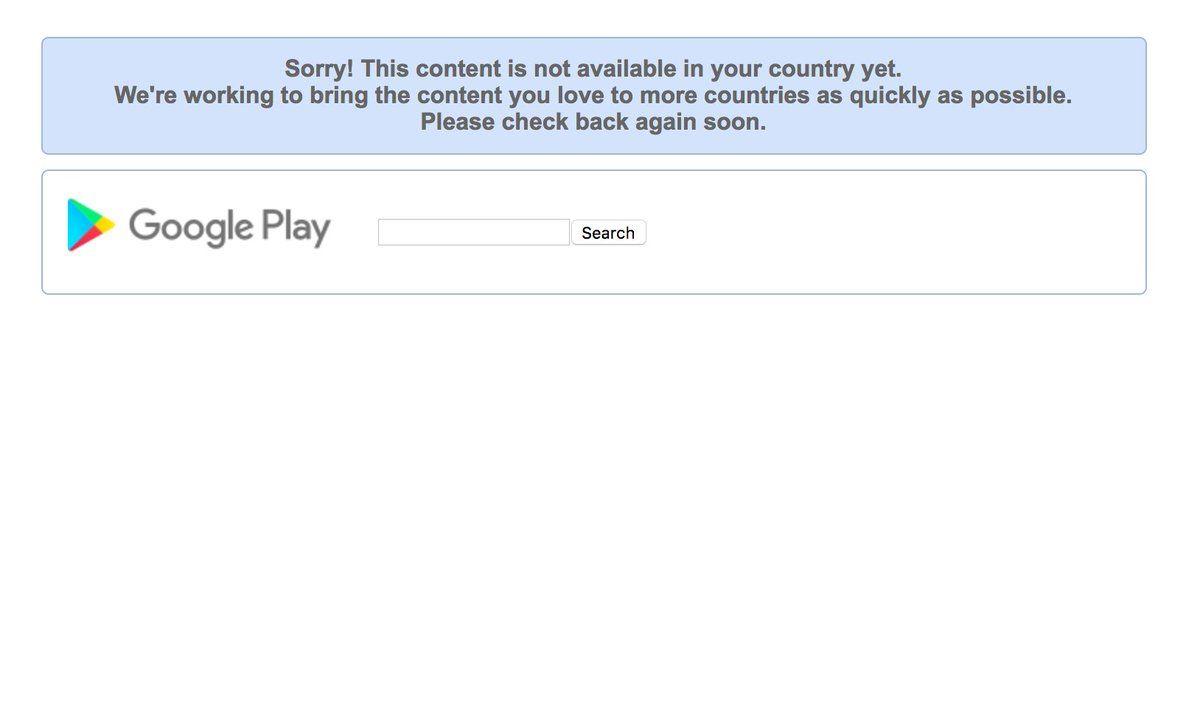 Sorry! This content is not available in your country yet.
We're working to bring the content you love to more countries as quickly as possible.
Please check back again soon.
Google Play
Search